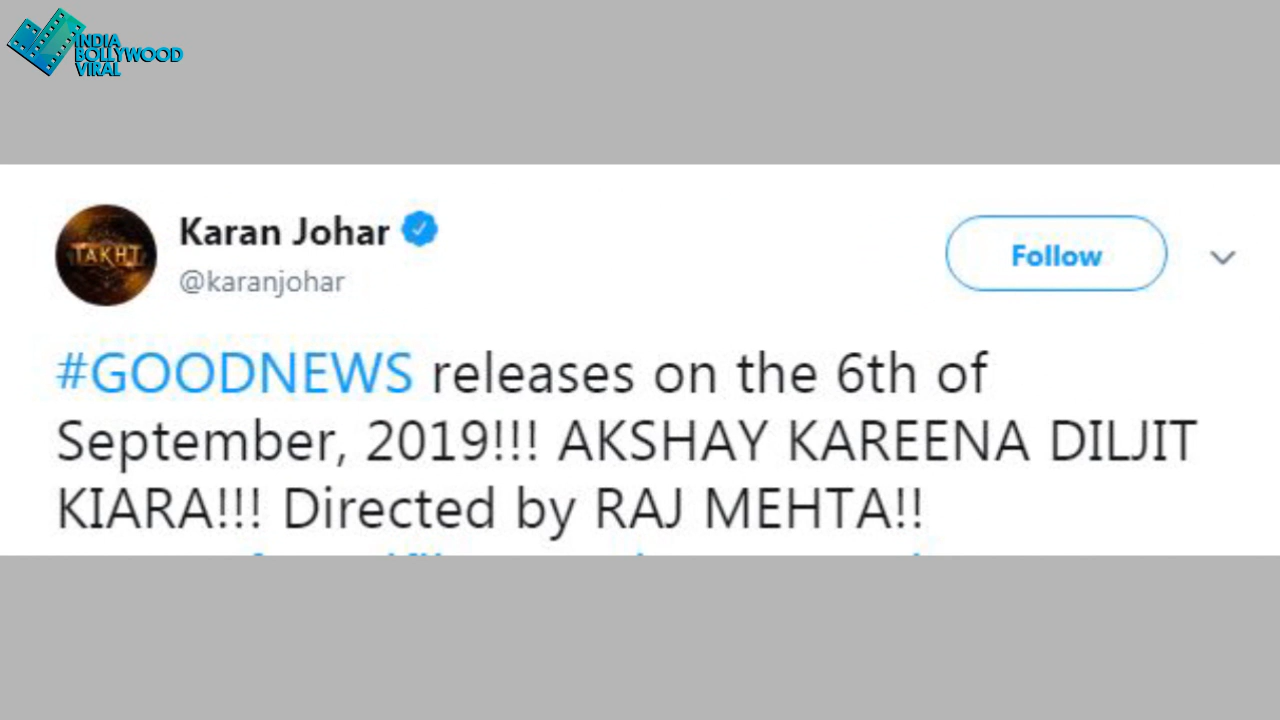 INDIA
BOLLYWOOD
VIRAL
TAKHT
Karan Johar
@karanjohar
Follow
#GOODNEWS releases on the 6th of
September, 2019!!! AKSHAY KAREENA DILJIT
KIARA!!! Directed by RAJ MEHTA!!